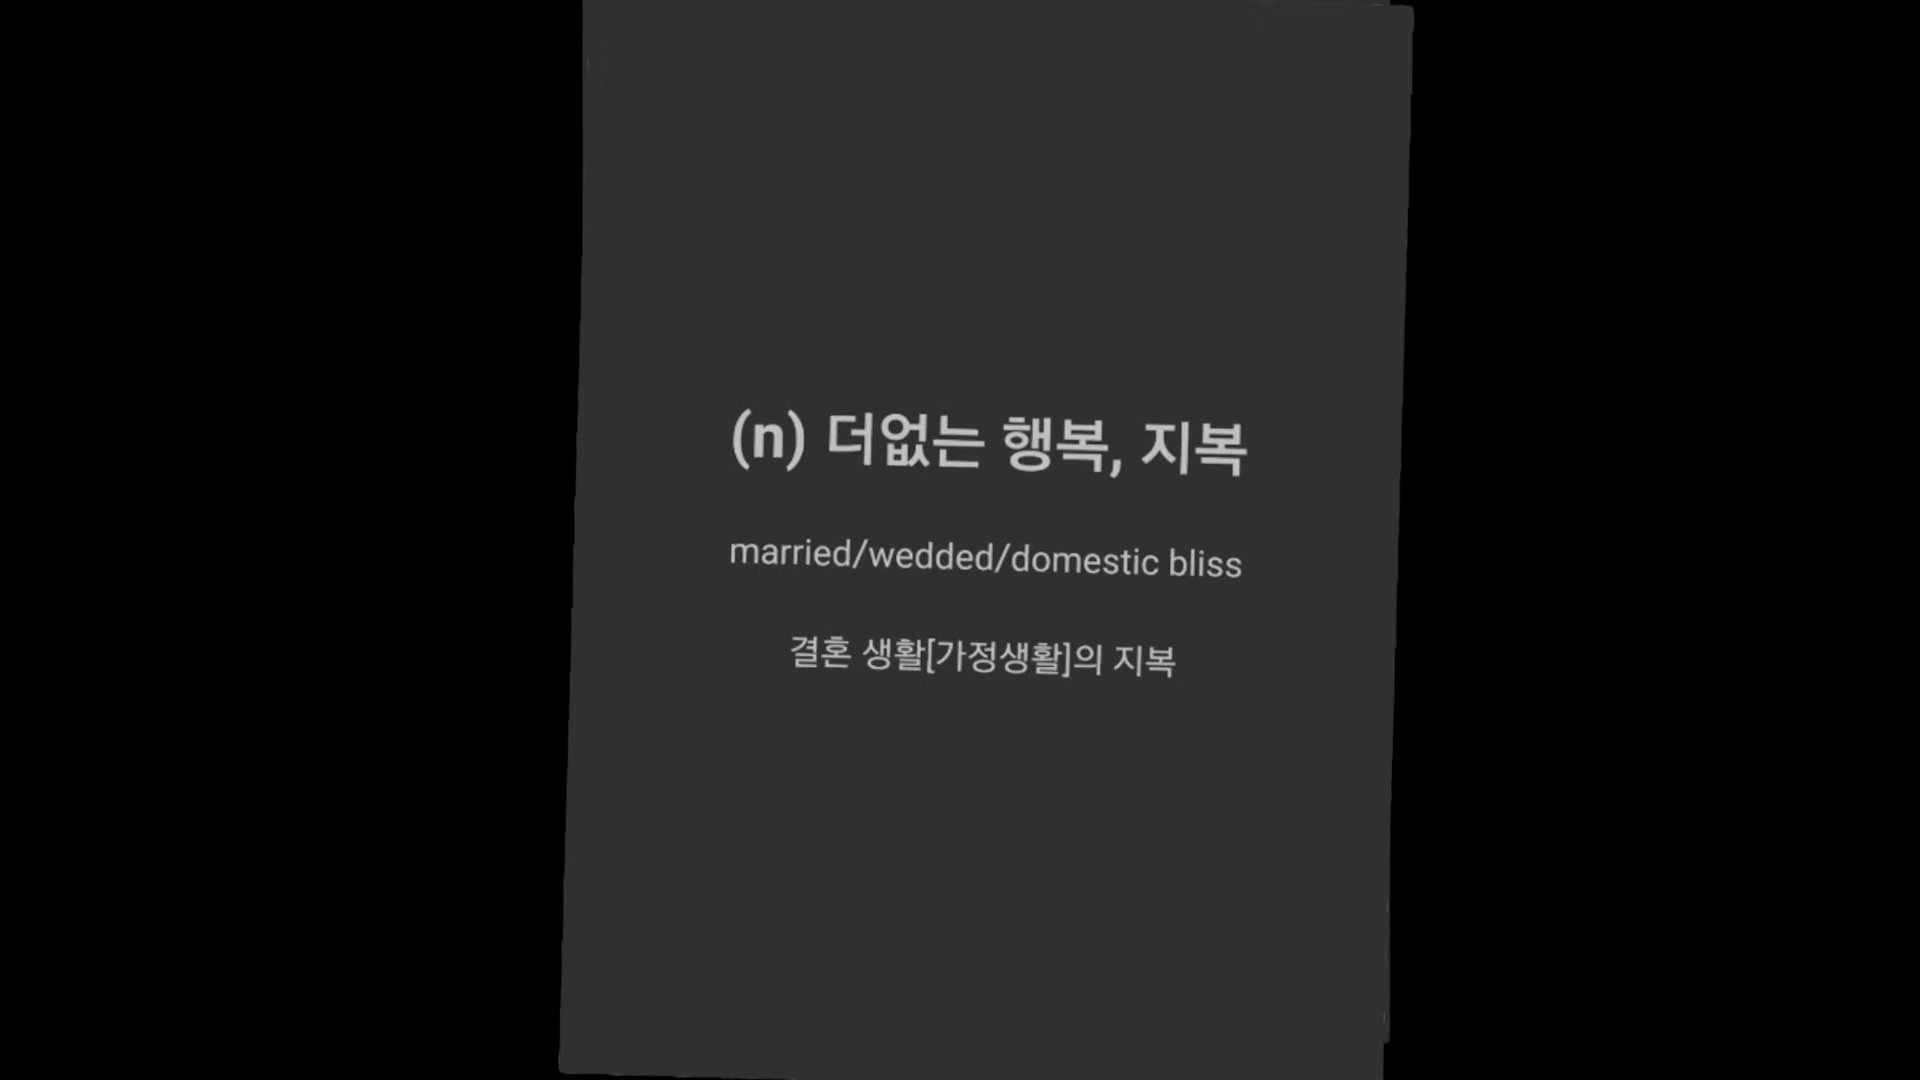 (n) 더없는 행복, 지복
married/wedded/domestic bliss
결혼 생활[가정생활]의 지복